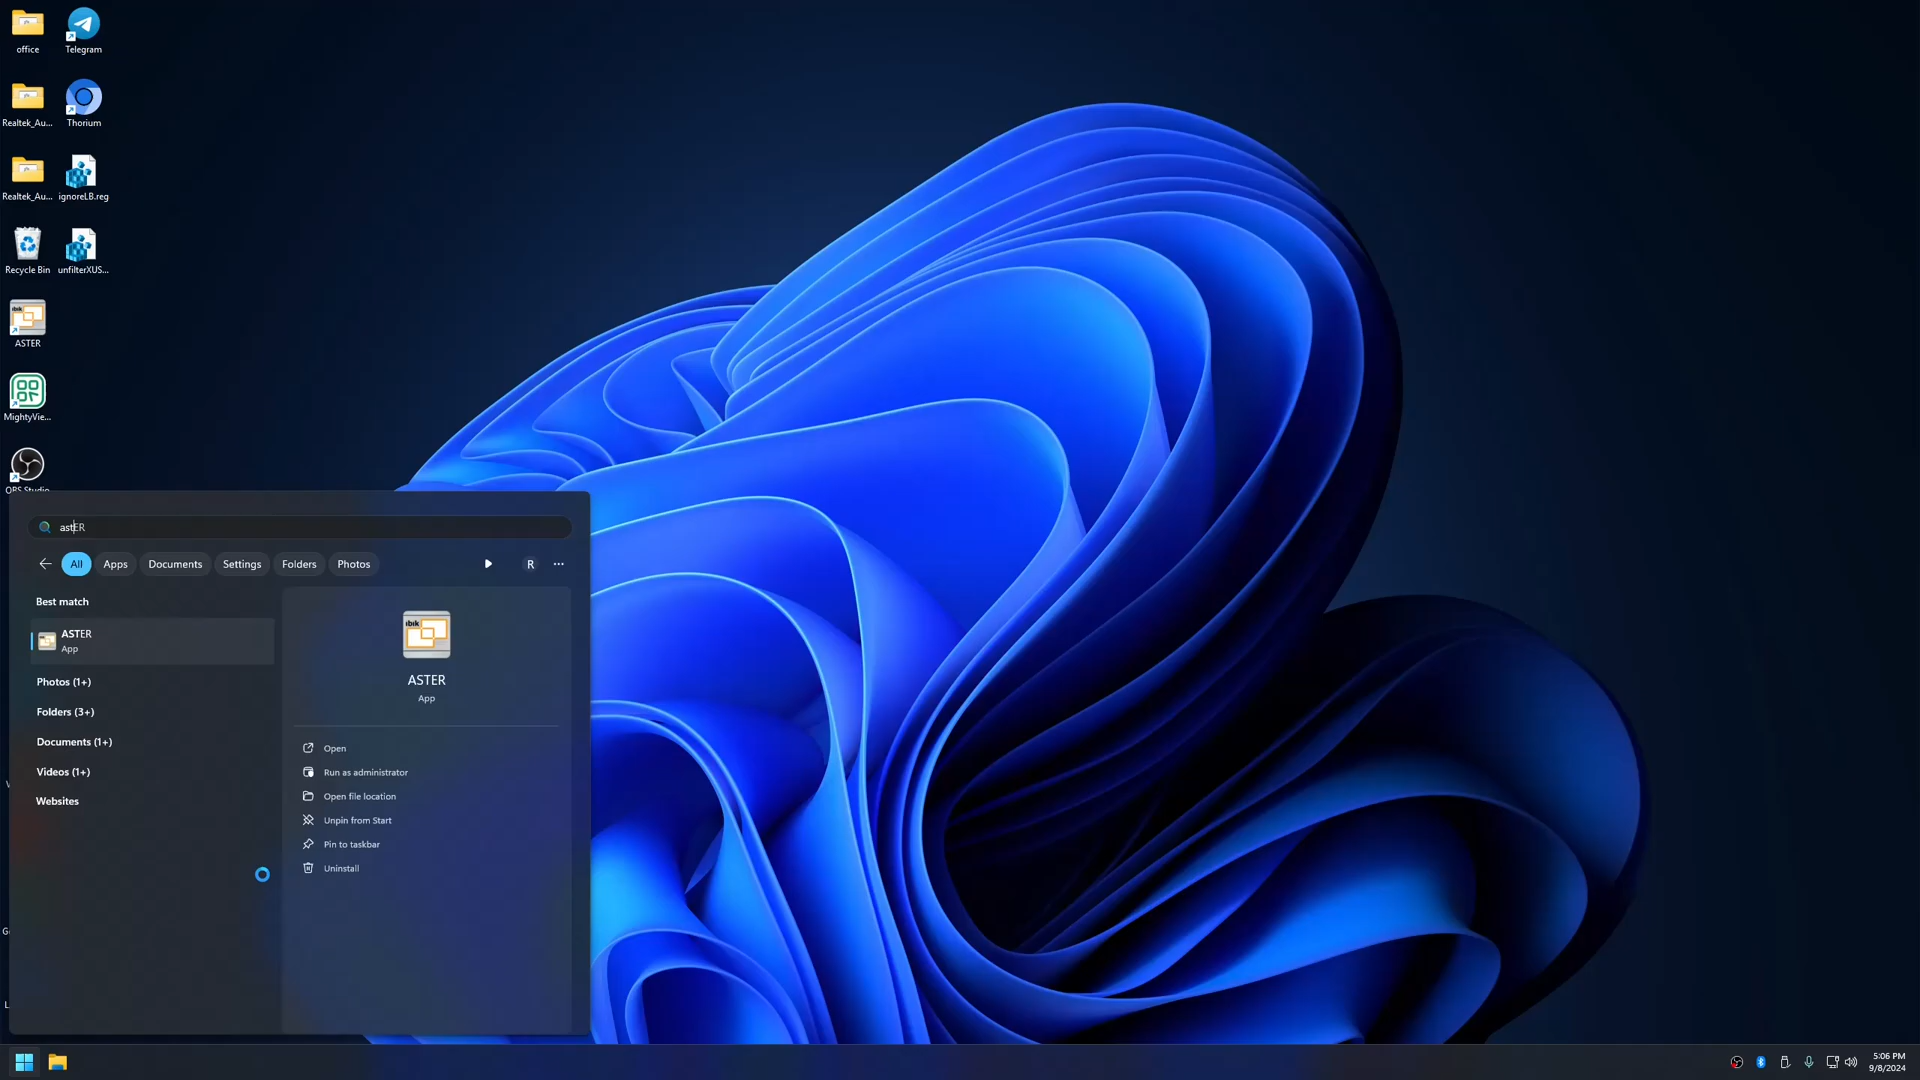 office
Telegram
Realtek_Au...
Thorium
Realtek_Au...
ignoreLB.reg
Recycle Bin
unfilterXUS...
ibik
ASTER
MightyVie...
OBS Studio
astER
All
Apps
Documents
Settings
Folders
Photos
R
Best match
ASTER
App
Photos (1+)
Folders (3+)
Documents (1+)
Videos (1+)
Websites
ibik
ASTER
App
Open
Run as administrator
Open file location
Unpin from Start
Pin to taskbar
Uninstall
5:06 PM
9/8/2024